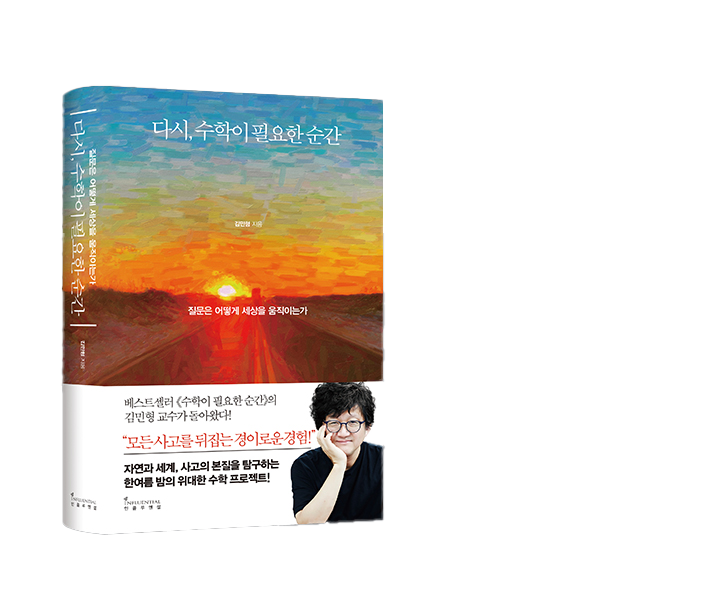 다시, 수학이 필요한 순간
김민형 지음
질문은 어떻게 세상을 움직이는가
베스트셀러 《수학이 필요한 순간》의
김민형 교수가 돌아왔다!
“모든 사고를 뒤집는 경이로운 경험!”
자연과 세계, 사고의 본질을 탐구하는
한여름 밤의 위대한 수학 프로젝트!
INFLUENTIAL
인플루엔셜
질문은 어떻게 세상을 움직이는가
다시, 수학이 필요한 순간
김민형 지음
INFLUENTIAL
인플루엔셜